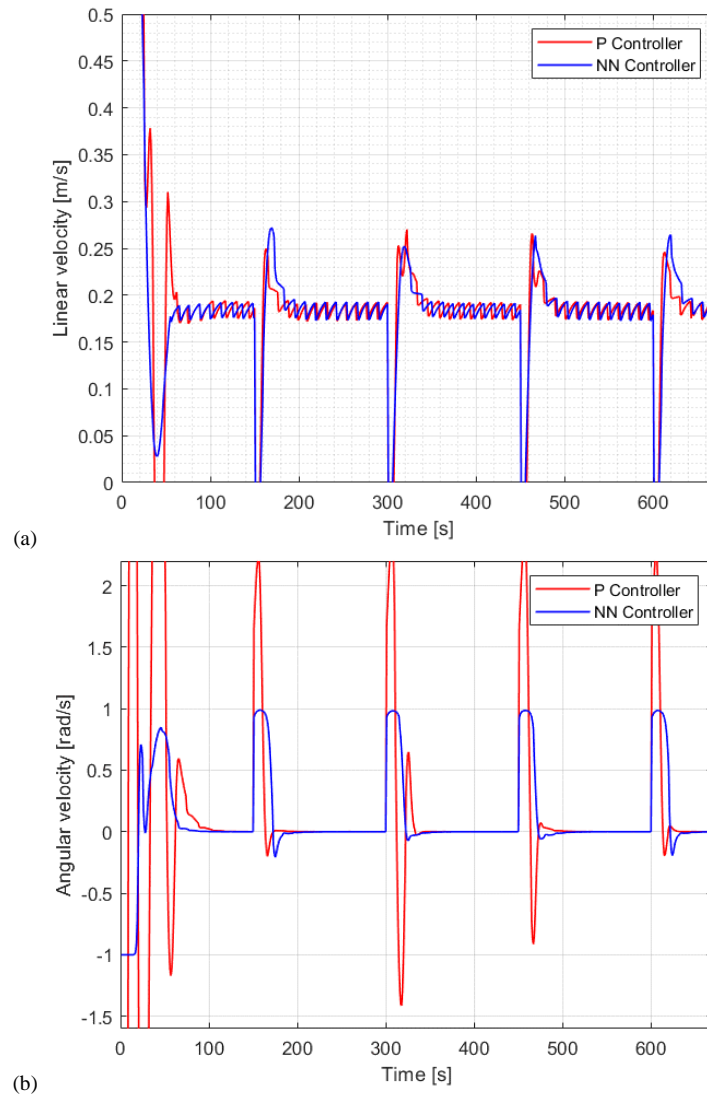 0.5
0.45
0.4
0.35
0.3
0.25
0.2
0.15
0.1
0.05
0
Linear velocity [m/s]
P Controller
NN Controller
0 100 200 300 400 500 600
Time [s]
(a)
2
1.5
1
0.5
0
-0.5
-1
-1.5
Angular velocity [rad/s]
P Controller
NN Controller
0 100 200 300 400 500 600
Time [s]
(b)